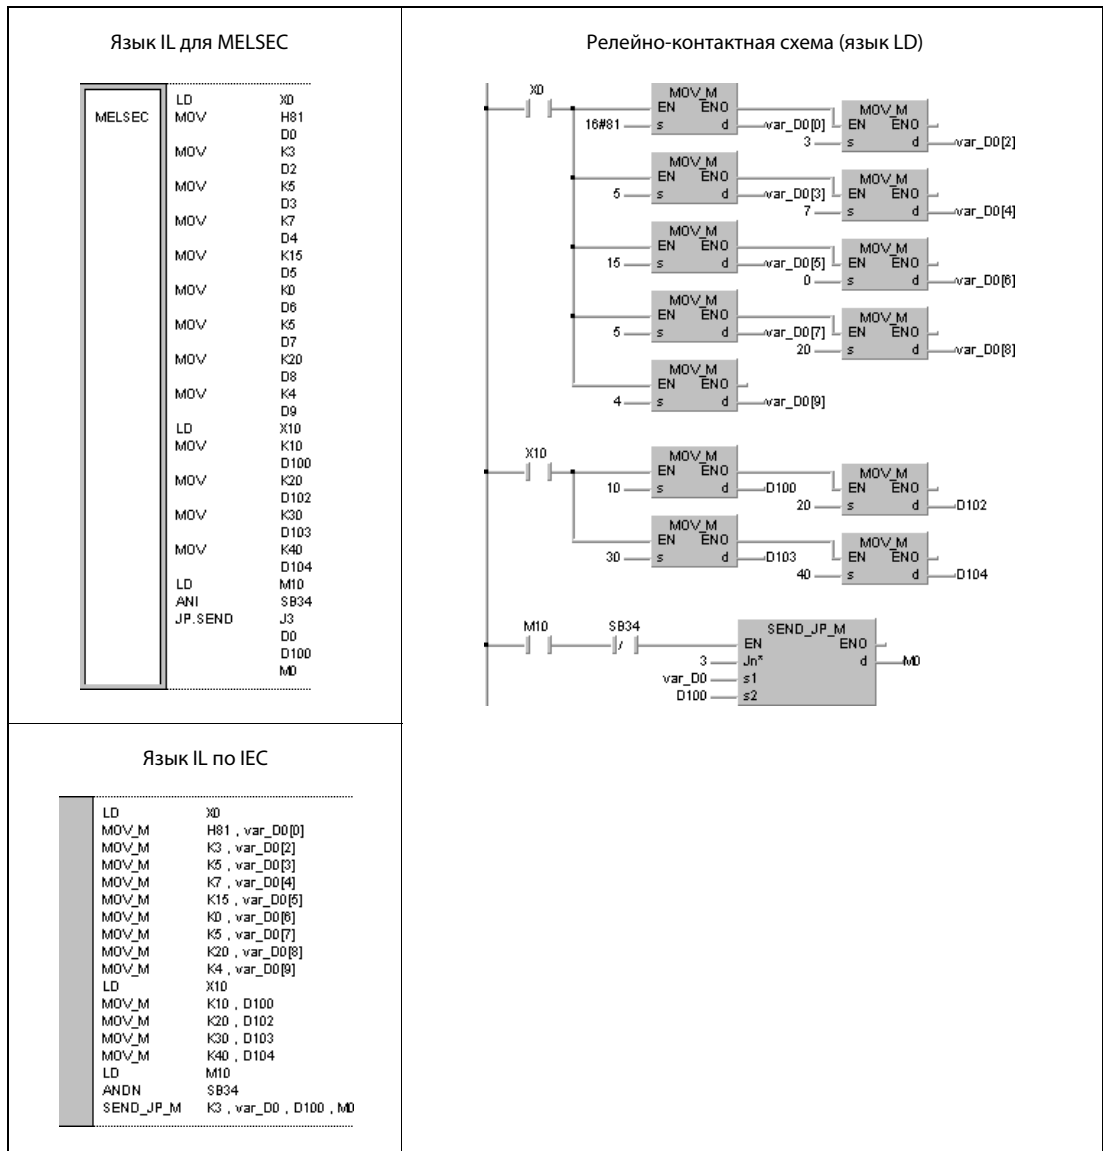 Язык IL для MELSEC
MELSEC
LD X0
MOV H81
D0
MOV K3
D2
MOV K5
D3
MOV K7
D4
MOV K15
D5
MOV K0
D6
MOV K5
D7
MOV K20
D8
MOV K4
D9
LD X10
MOV K10
D100
MOV K20
D102
MOV K30
D103
MOV K40
D104
LD M10
ANI SB34
JP.SEND J3
D0
D100
M0
Релейно-контактная схема (язык LD)
X0
MOV_M
EN ENO
16#81 s d var_D0[0]
MOV_M
EN ENO
3 s d var_D0[2]
MOV_M
EN ENO
5 s d var_D0[3]
MOV_M
EN ENO
7 s d var_D0[4]
MOV_M
EN ENO
15 s d var_D0[5]
MOV_M
EN ENO
0 s d var_D0[6]
MOV_M
EN ENO
5 s d var_D0[7]
MOV_M
EN ENO
20 s d var_D0[8]
MOV_M
EN ENO
4 s d var_D0[9]
X10
MOV_M
EN ENO
10 s d D100
MOV_M
EN ENO
20 s d D102
MOV_M
EN ENO
30 s d D103
MOV_M
EN ENO
40 s d D104
M10 SB34
SEND_JP_M
EN ENO
3 Jn* d M0
var_D0 s1
D100 s2
Язык IL по IEC
LD X0
MOV_M H81 , var_D0[0]
MOV_M K3 , var_D0[2]
MOV_M K5 , var_D0[3]
MOV_M K7 , var_D0[4]
MOV_M K15 , var_D0[5]
MOV_M K0 , var_D0[6]
MOV_M K5 , var_D0[7]
MOV_M K20 , var_D0[8]
MOV_M K4 , var_D0[9]
LD X10
MOV_M K10 , D100
MOV_M K20 , D102
MOV_M K30 , D103
MOV_M K40 , D104
LD M10
ANDN SB34
SEND_JP_M K3 , var_D0 , D100 , M0